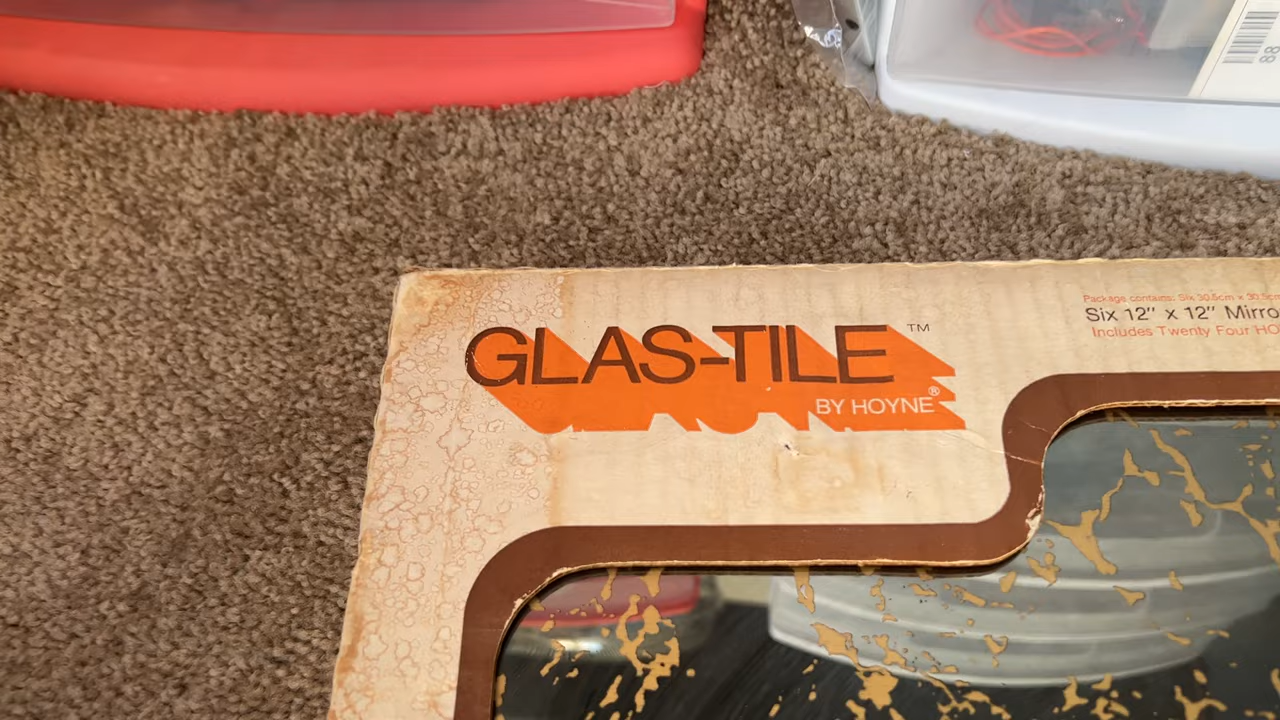 GLAS-TILE™
BY HOYNE®
Package contains: Six 30.5cm x 30.5cm
Six 12" x 12" Mirro
Includes Twenty Four HO
88